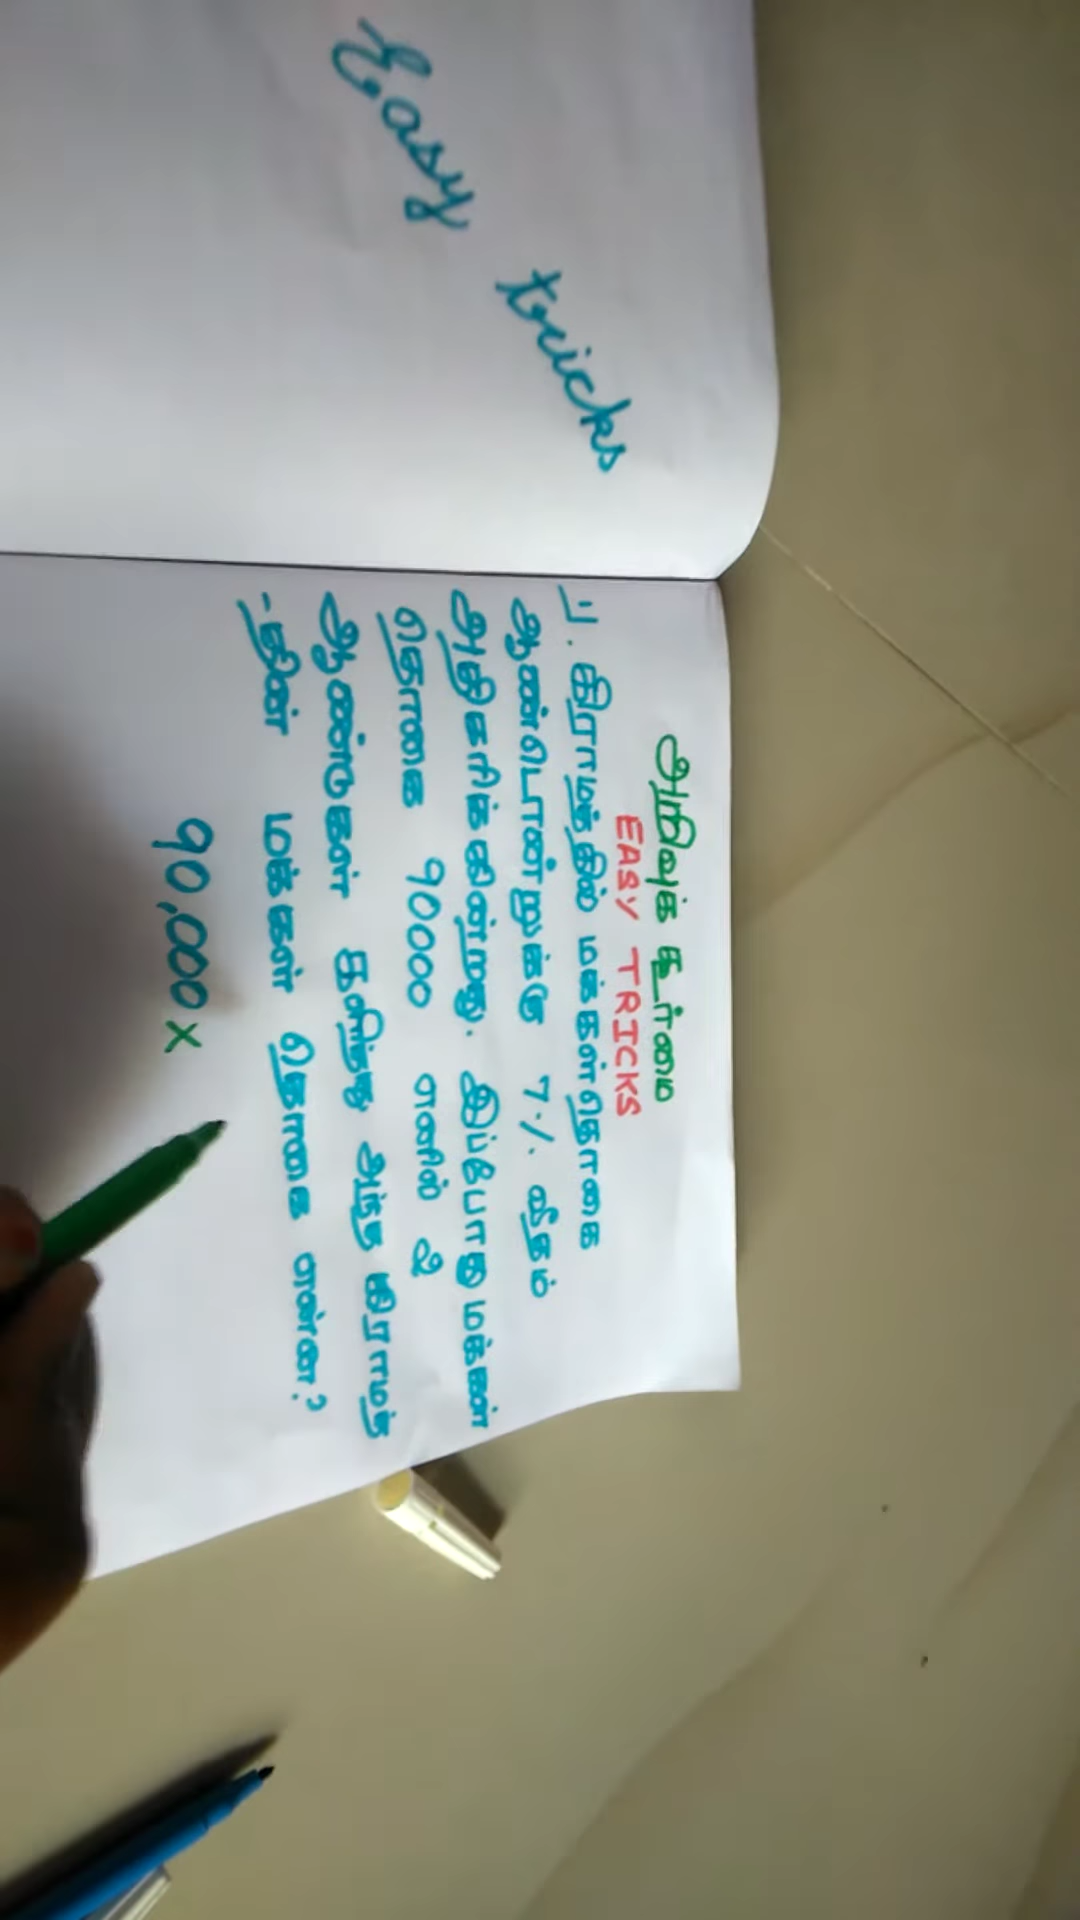 Easy tricks
அறிவுக் கூர்மை
EASY TRICKS
1). கிராமத்தில் மக்கள்தொகை
ஆண்டொன்றுக்கு 7% வீதம்
அதிகரிக்கின்றது. இப்போது மக்கள்
தொகை 90000 எனில் 2
ஆண்டுகள் கழித்து அந்த கிராமத்
-தின் மக்கள் தொகை என்ன?
90,000 x